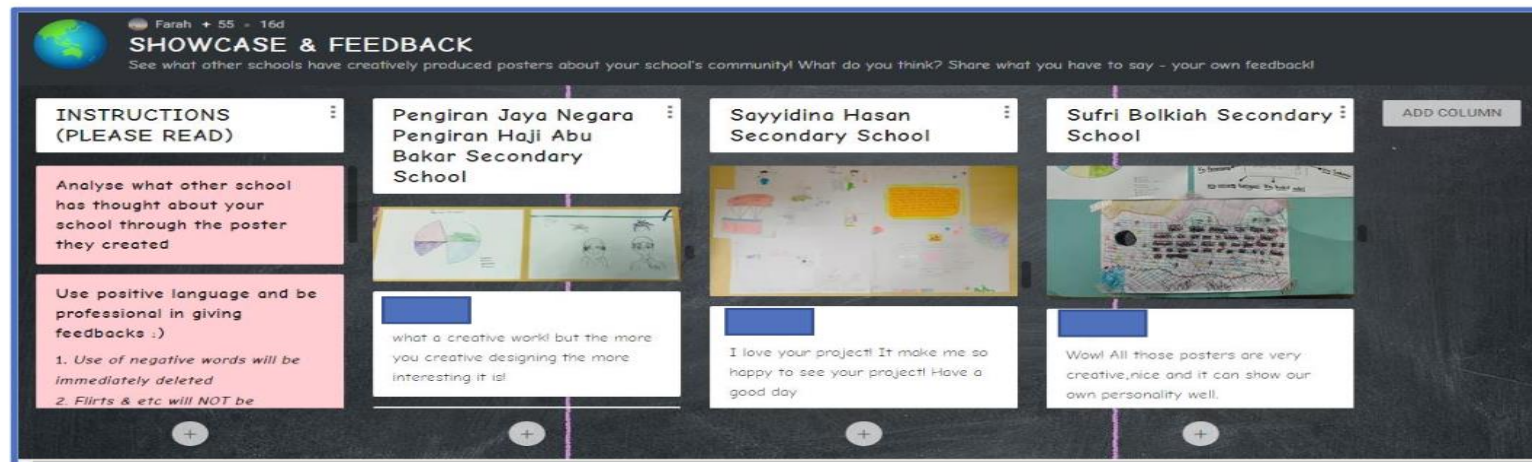 Farah + 55 • 16d
SHOWCASE & FEEDBACK
See what other schools have creatively produced posters about your school's community! What do you think? Share what you have to say - your own feedback!
INSTRUCTIONS
(PLEASE READ)
Analyse what other school
has thought about your
school through the poster
they created
Use positive language and be
professional in giving
feedbacks :)
1. Use of negative words will be
immediately deleted
2. Flirts & etc will NOT be
Pengiran Jaya Negara
Pengiran Haji Abu
Bakar Secondary
School
what a creative work! but the more
you creative designing the more
interesting it is!
Sayyidina Hasan
Secondary School
I love your project! It make me so
happy to see your project! Have a
good day
Sufri Bolkiah Secondary
School
Wow! All those posters are very
creative,nice and it can show our
own personality well.
ADD COLUMN